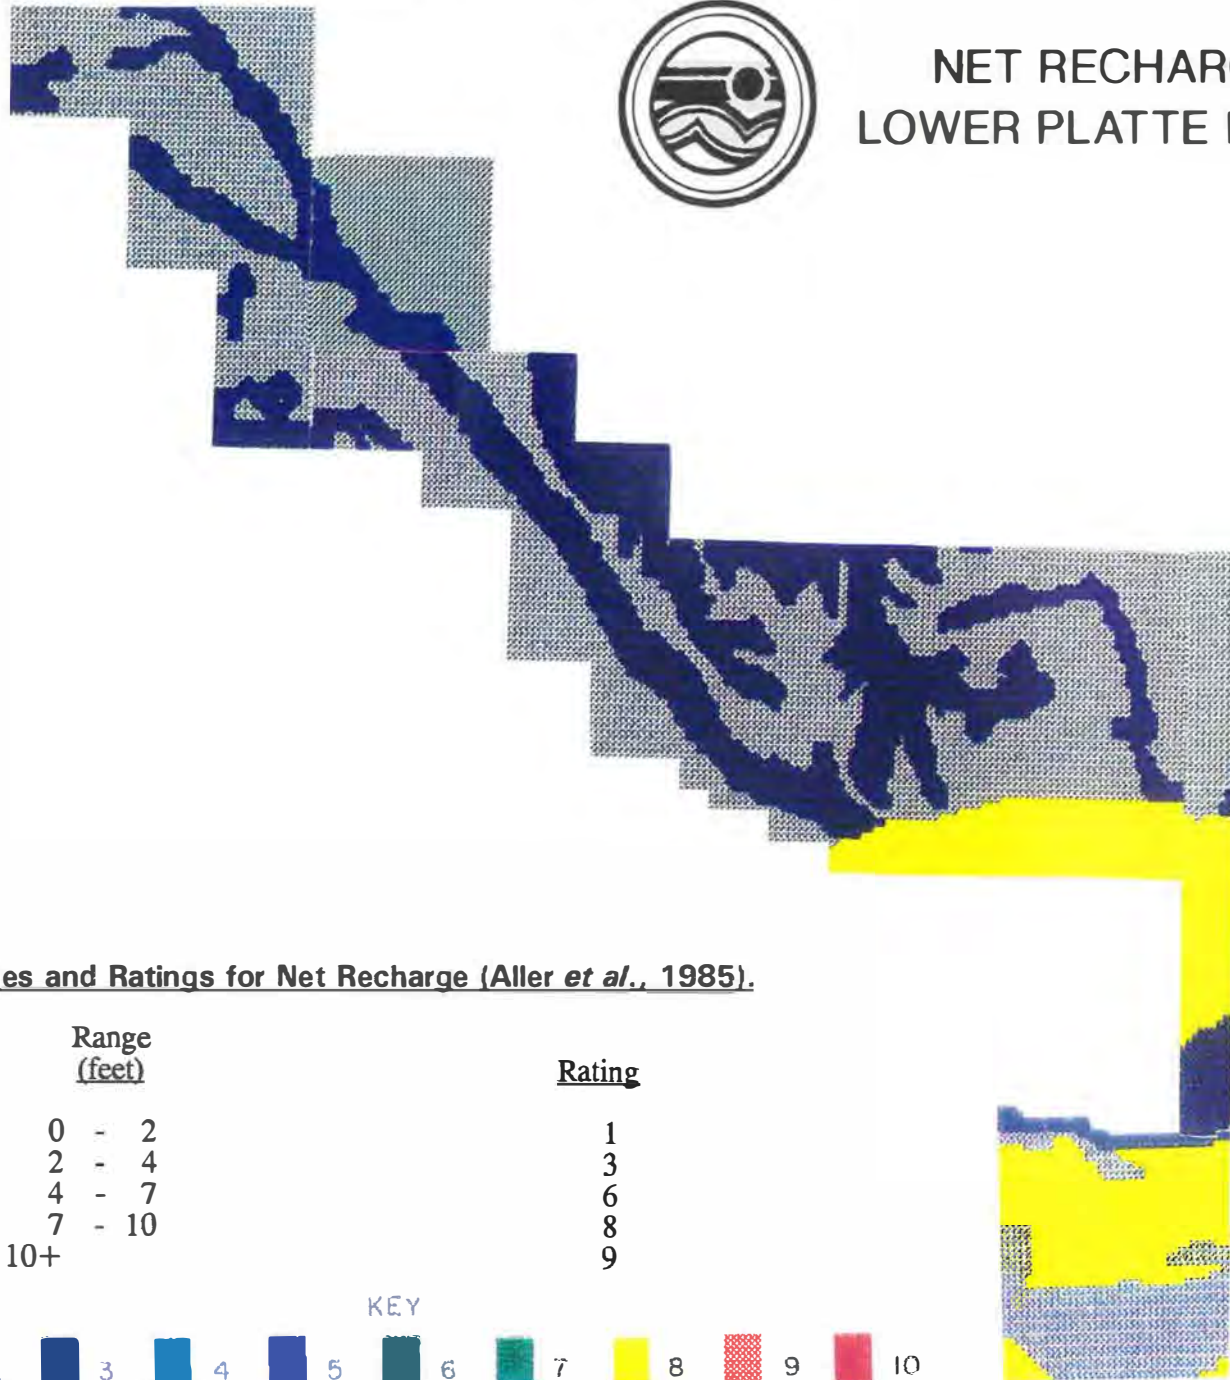 NET RECHAR
LOWER PLATTE
es and Ratings for Net Recharge (Aller et al., 1985).
Range
(feet)
Rating
0 - 2 1
2 - 4 3
4 - 7 6
7 - 10 8
10+ 9
KEY
3 4 5 6 7 8 9 10